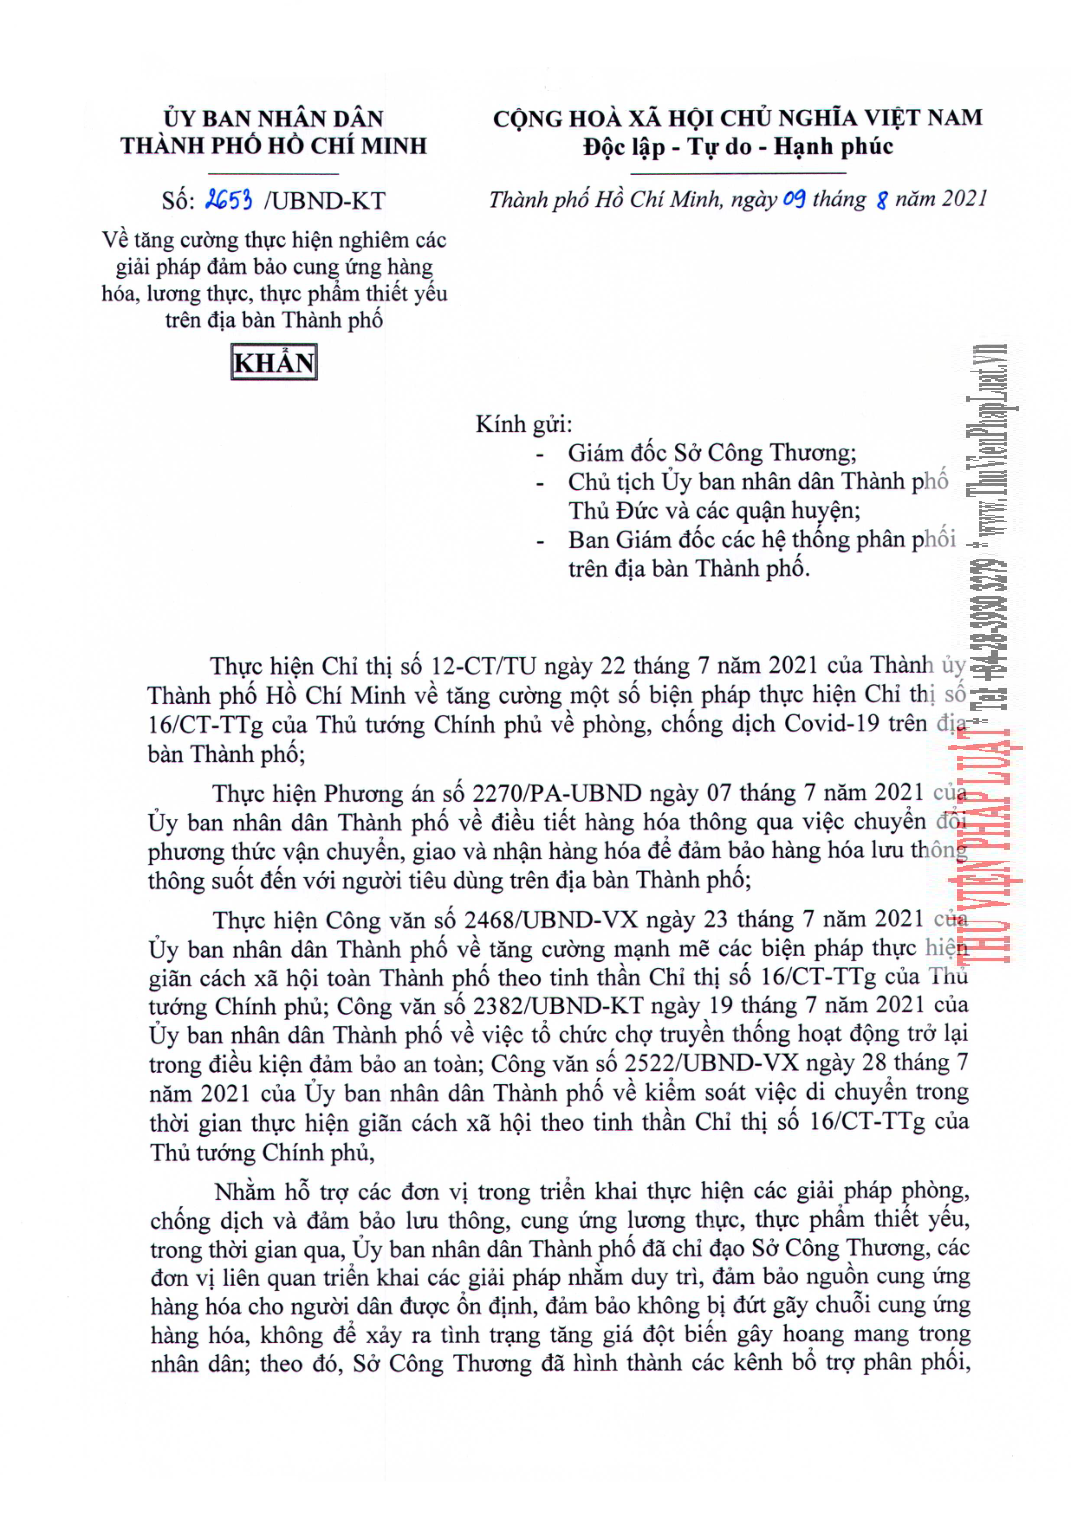 ỦY BAN NHÂN DÂN
THÀNH PHỐ HỒ CHÍ MINH
CỘNG HOÀ XÃ HỘI CHỦ NGHĨA VIỆT NAM
Độc lập - Tự do - Hạnh phúc
Số: 2653 /UBND-KT
Thành phố Hồ Chí Minh, ngày 09 tháng 8 năm 2021
Về tăng cường thực hiện nghiêm các
giải pháp đảm bảo cung ứng hàng
hóa, lương thực, thực phẩm thiết yếu
trên địa bàn Thành phố
KHẨN
Kính gửi:
- Giám đốc Sở Công Thương;
- Chủ tịch Ủy ban nhân dân Thành phố
Thủ Đức và các quận huyện;
- Ban Giám đốc các hệ thống phân phối
trên địa bàn Thành phố.
Thực hiện Chỉ thị số 12-CT/TU ngày 22 tháng 7 năm 2021 của Thành ủy
Thành phố Hồ Chí Minh về tăng cường một số biện pháp thực hiện Chỉ thị số
16/CT-TTg của Thủ tướng Chính phủ về phòng, chống dịch Covid-19 trên địa
bàn Thành phố;
Thực hiện Phương án số 2270/PA-UBND ngày 07 tháng 7 năm 2021 của
Ủy ban nhân dân Thành phố về điều tiết hàng hóa thông qua việc chuyển đổi
phương thức vận chuyển, giao và nhận hàng hóa để đảm bảo hàng hóa lưu thông
thông suốt đến với người tiêu dùng trên địa bàn Thành phố;
Thực hiện Công văn số 2468/UBND-VX ngày 23 tháng 7 năm 2021 của
Ủy ban nhân dân Thành phố về tăng cường mạnh mẽ các biện pháp thực hiện
giãn cách xã hội toàn Thành phố theo tinh thần Chỉ thị số 16/CT-TTg của Thủ
tướng Chính phủ; Công văn số 2382/UBND-KT ngày 19 tháng 7 năm 2021 của
Ủy ban nhân dân Thành phố về việc tổ chức chợ truyền thống hoạt động trở lại
trong điều kiện đảm bảo an toàn; Công văn số 2522/UBND-VX ngày 28 tháng 7
năm 2021 của Ủy ban nhân dân Thành phố về kiểm soát việc di chuyển trong
thời gian thực hiện giãn cách xã hội theo tinh thần Chỉ thị số 16/CT-TTg của
Thủ tướng Chính phủ,
Nhằm hỗ trợ các đơn vị trong triển khai thực hiện các giải pháp phòng,
chống dịch và đảm bảo lưu thông, cung ứng lương thực, thực phẩm thiết yếu,
trong thời gian qua, Ủy ban nhân dân Thành phố đã chỉ đạo Sở Công Thương, các
đơn vị liên quan triển khai các giải pháp nhằm duy trì, đảm bảo nguồn cung ứng
hàng hóa cho người dân được ổn định, đảm bảo không bị đứt gãy chuỗi cung ứng
hàng hóa, không để xảy ra tình trạng tăng giá đột biến gây hoang mang trong
nhân dân; theo đó, Sở Công Thương đã hình thành các kênh bổ trợ phân phối,
THƯ VIỆN PHÁP LUẬT * Tel: +84-28-3930 3279 * www.ThuVienPhapLuat.vn